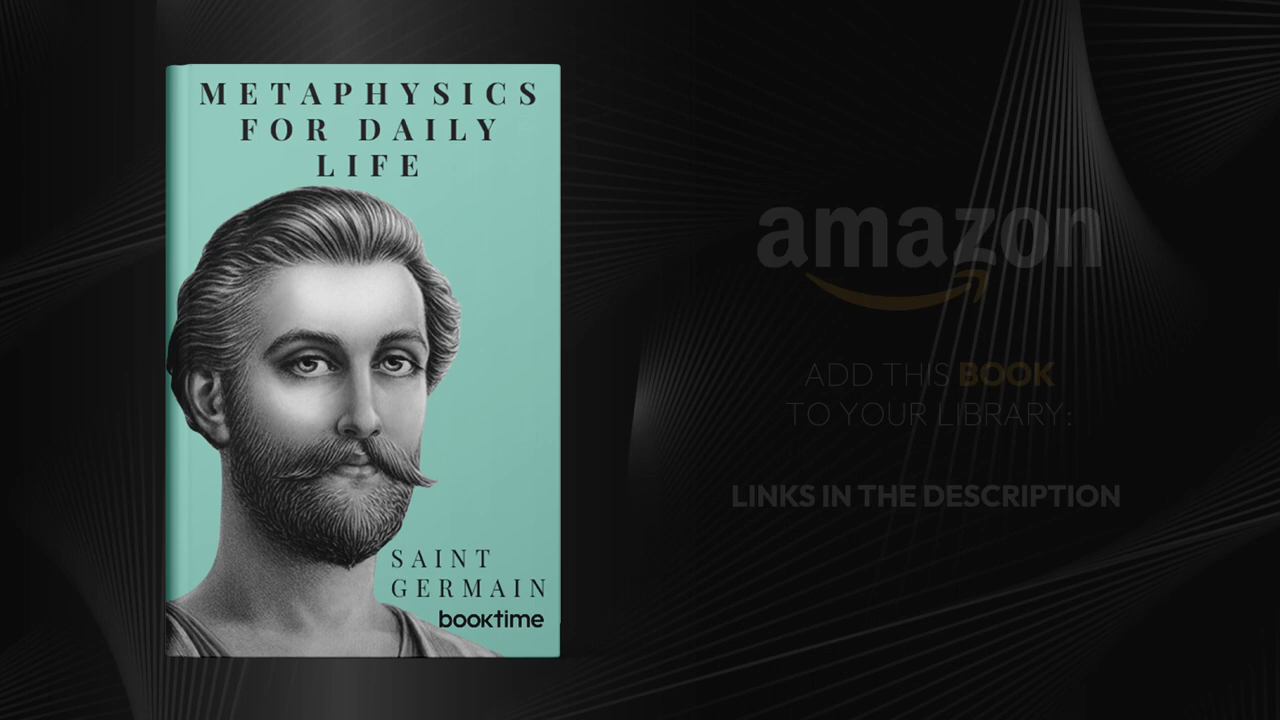 METAPHYSICS
FOR DAILY
LIFE
SAINT
GERMAIN
booktime
amazon
ADD THIS BOOK
TO YOUR LIBRARY:
LINKS IN THE DESCRIPTION